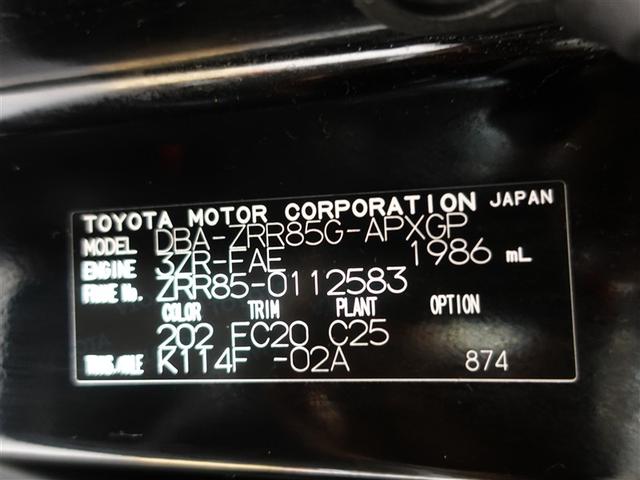 TOYOTA MOTOR CORPORATION JAPAN
MODEL DBA-ZRR85G-APXGP
ENGINE 3ZR-FAE 1986 mL
FRAME No. ZRR85-0112583
COLOR TRIM PLANT OPTION
202 FC20 C25
TRANS/AXLE K114F -02A 874